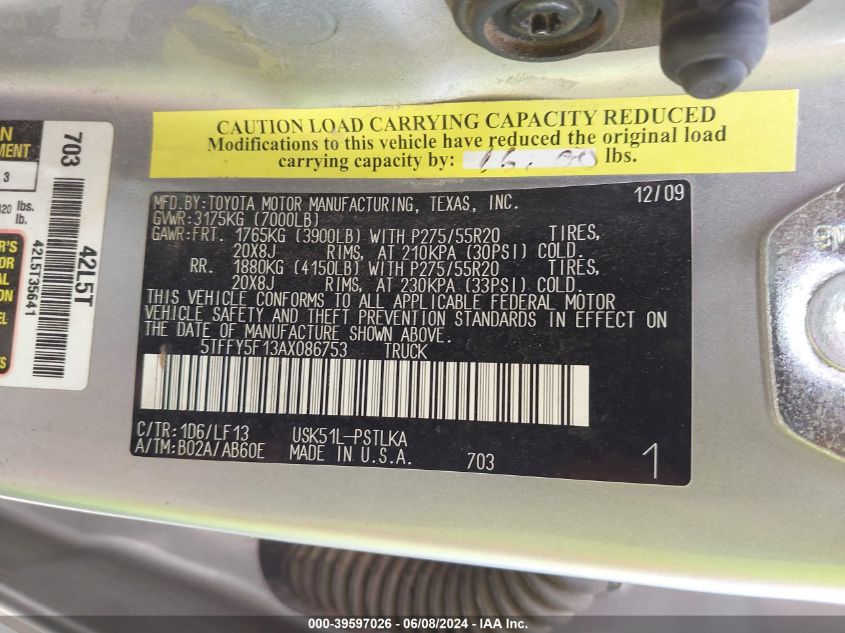 CAUTION LOAD CARRYING CAPACITY REDUCED
Modifications to this vehicle have reduced the original load
carrying capacity by: lbs.
N
MENT
3
420 lbs.
lb.
703
42L5T
42L5T35641
MFD.BY:TOYOTA MOTOR MANUFACTURING, TEXAS, INC. 12/09
GVWR:3175KG (7000LB)
GAWR:FRT. 1765KG (3900LB) WITH P275/55R20 TIRES,
20X8J RIMS, AT 210KPA (30PSI) COLD.
RR. 1880KG (4150LB) WITH P275/55R20 TIRES,
20X8J RIMS, AT 230KPA (33PSI) COLD.
THIS VEHICLE CONFORMS TO ALL APPLICABLE FEDERAL MOTOR
VEHICLE SAFETY AND THEFT PREVENTION STANDARDS IN EFFECT ON
THE DATE OF MANUFACTURE SHOWN ABOVE.
5TFFY5F13AX086753 TRUCK
C/TR:1D6/LF13 USK51L-PSTLKA
A/TM:B02A/AB60E MADE IN U.S.A. 703 1
000-39597026 - 06/08/2024 - IAA Inc.